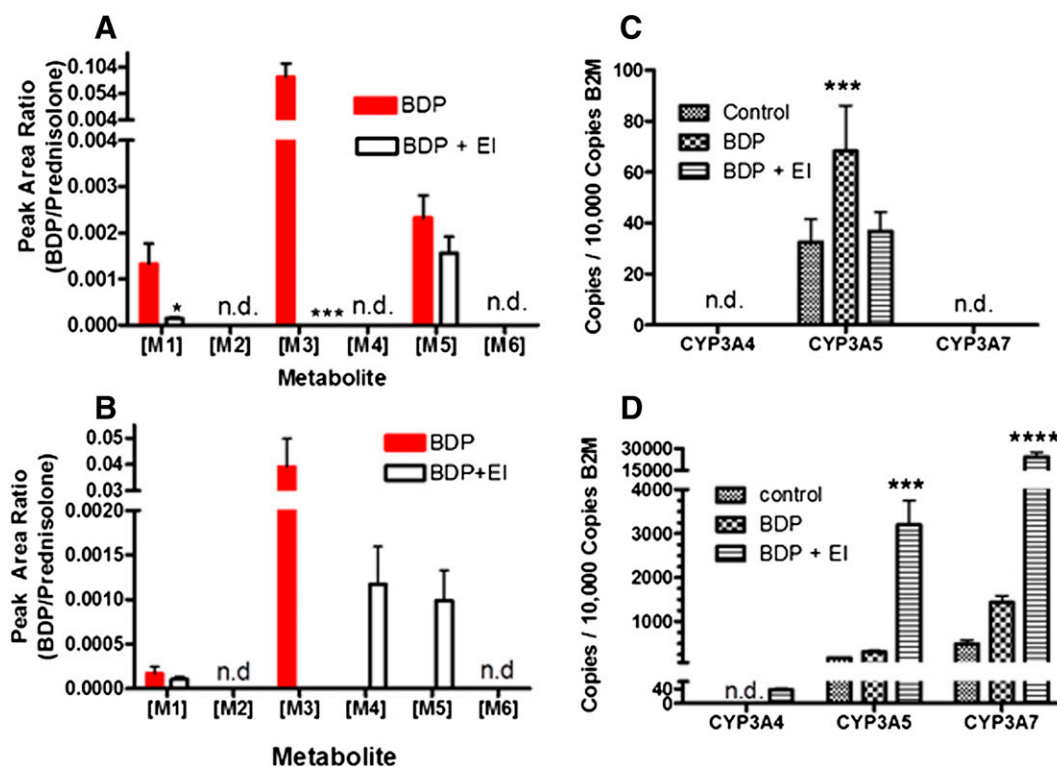 A
Peak Area Ratio
(BDP/Prednisolone)
0.104
0.054
0.004
0.004
0.003
0.002
0.001
0.000
BDP
BDP + EI
*
n.d.
***
n.d.
n.d.
[M1] [M2] [M3] [M4] [M5] [M6]
Metabolite
B
Peak Area Ratio
(BDP/Prednisolone)
0.05
0.04
0.03
0.0020
0.0015
0.0010
0.0005
0.0000
BDP
BDP+EI
n.d
n.d
[M1] [M2] [M3] [M4] [M5] [M6]
Metabolite
C
Copies / 10,000 Copies B2M
100
80
60
40
20
0
Control
BDP
BDP + EI
***
n.d.
n.d.
CYP3A4 CYP3A5 CYP3A7
D
Copies / 10,000 Copies B2M
30000
15000
4000
3000
2000
1000
40
0
control
BDP
BDP + EI
***
****
n.d.
CYP3A4 CYP3A5 CYP3A7